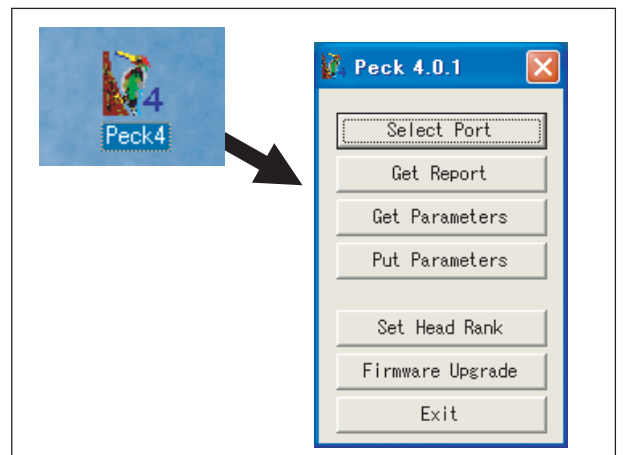 4
Peck4
Peck 4.0.1
Select Port
Get Report
Get Parameters
Put Parameters
Set Head Rank
Firmware Upgrade
Exit